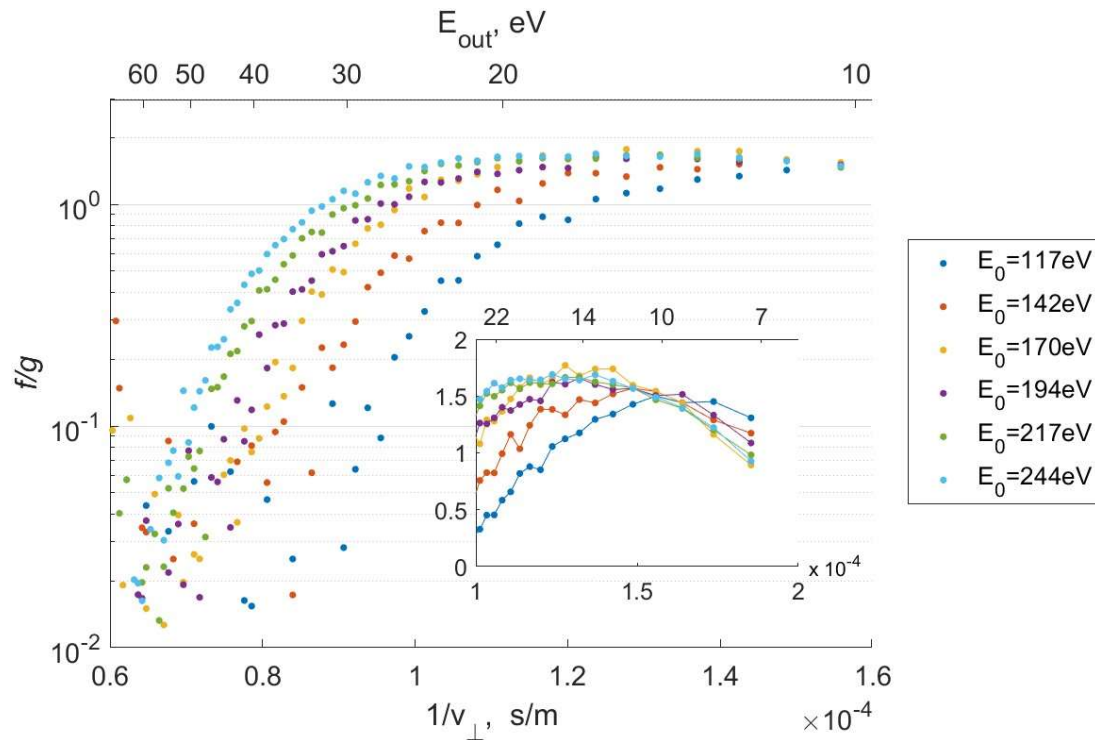 E_out, eV
60 50 40 30 20 10
f/g
10^0
10^-1
10^-2
22 14 10 7
2
1.5
1
0.5
0
1 1.5 2
x 10^-4
0.6 0.8 1 1.2 1.4 1.6
1/v_⊥, s/m
×10^-4
E_0=117eV
E_0=142eV
E_0=170eV
E_0=194eV
E_0=217eV
E_0=244eV